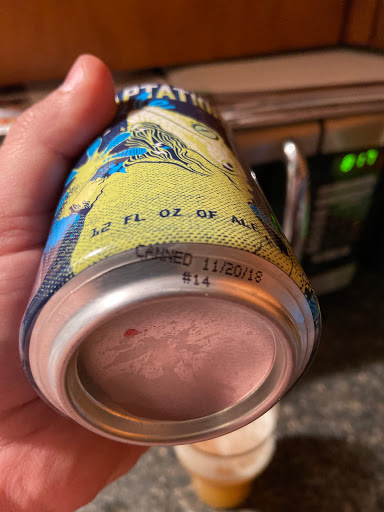 12 FL OZ OF ALE
CANNED 11/20/18
#14